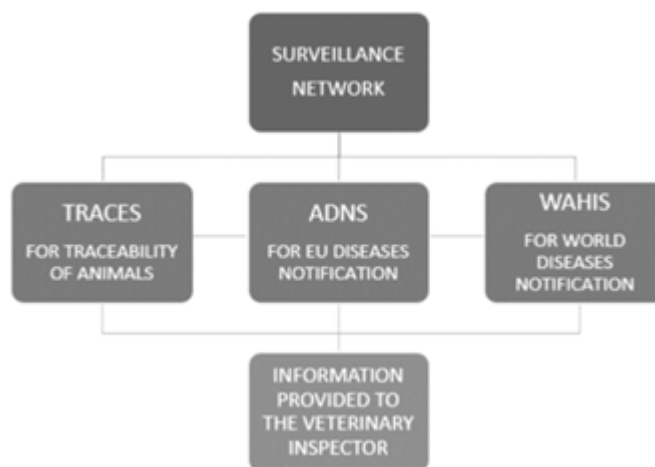 SURVEILLANCE
NETWORK
TRACES
FOR TRACEABILITY
OF ANIMALS
ADNS
FOR EU DISEASES
NOTIFICATION
WAHIS
FOR WORLD
DISEASES
NOTIFICATION
INFORMATION
PROVIDED TO
THE VETERINARY
INSPECTOR